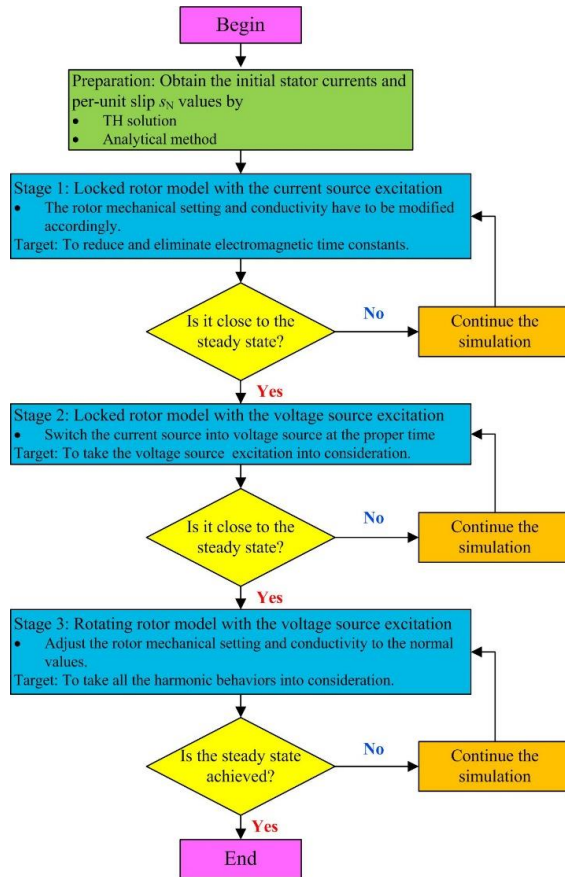 Begin
Preparation: Obtain the initial stator currents and
per-unit slip sN values by
• TH solution
• Analytical method
Stage 1: Locked rotor model with the current source excitation
• The rotor mechanical setting and conductivity have to be modified
accordingly.
Target: To reduce and eliminate electromagnetic time constants.
Is it close to the
steady state?
No
Continue the
simulation
Yes
Stage 2: Locked rotor model with the voltage source excitation
• Switch the current source into voltage source at the proper time
Target: To take the voltage source excitation into consideration.
Is it close to the
steady state?
No
Continue the
simulation
Yes
Stage 3: Rotating rotor model with the voltage source excitation
• Adjust the rotor mechanical setting and conductivity to the normal
values.
Target: To take all the harmonic behaviors into consideration.
Is the steady state
achieved?
No
Continue the
simulation
Yes
End